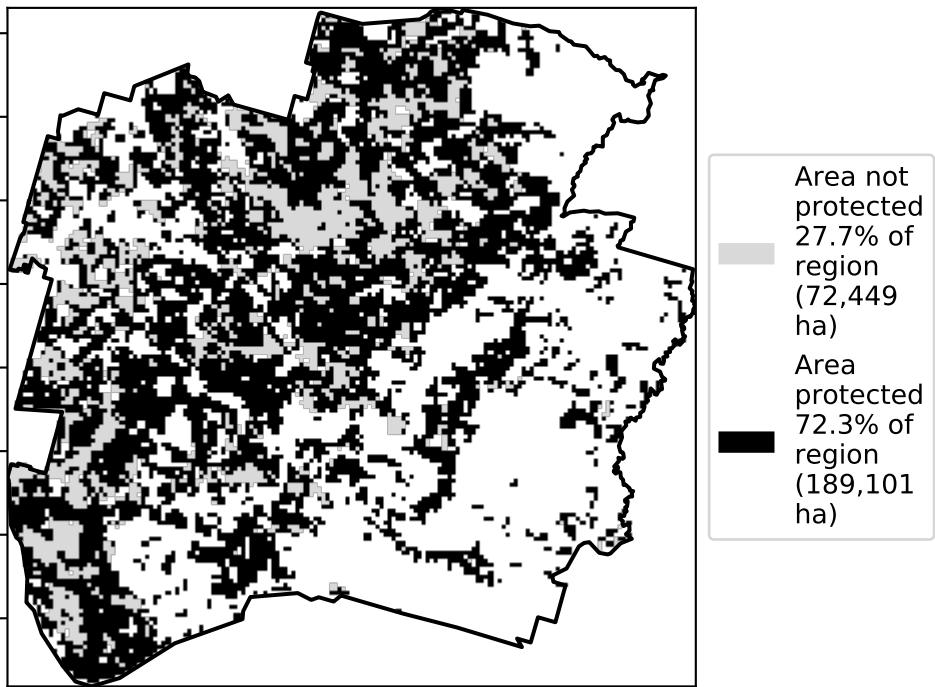 Area not
protected
27.7% of
region
(72,449
ha)
Area
protected
72.3% of
region
(189,101
ha)